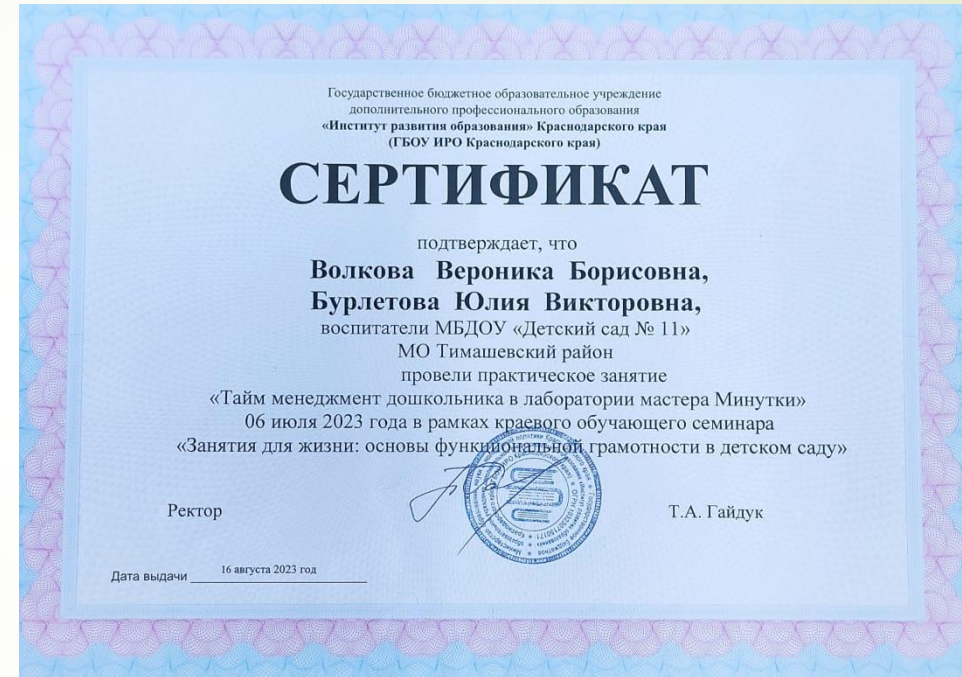 Государственное бюджетное образовательное учреждение
дополнительного профессионального образования
«Институт развития образования» Краснодарского края
(ГБОУ ИРО Краснодарского края)
СЕРТИФИКАТ
подтверждает, что
Волкова Вероника Борисовна,
Бурлетова Юлия Викторовна,
воспитатели МБДОУ «Детский сад № 11»
МО Тимашевский район
провели практическое занятие
«Тайм менеджмент дошкольника в лаборатории мастера Минутки»
06 июля 2023 года в рамках краевого обучающего семинара
«Занятия для жизни: основы функциональной грамотности в детском саду»
Ректор
Т.А. Гайдук
Дата выдачи 16 августа 2023 год